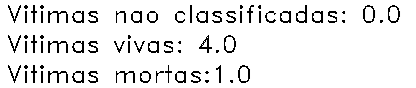 Vitimas nao classificadas: 0.0
Vitimas vivas: 4.0
Vitimas mortas:1.0